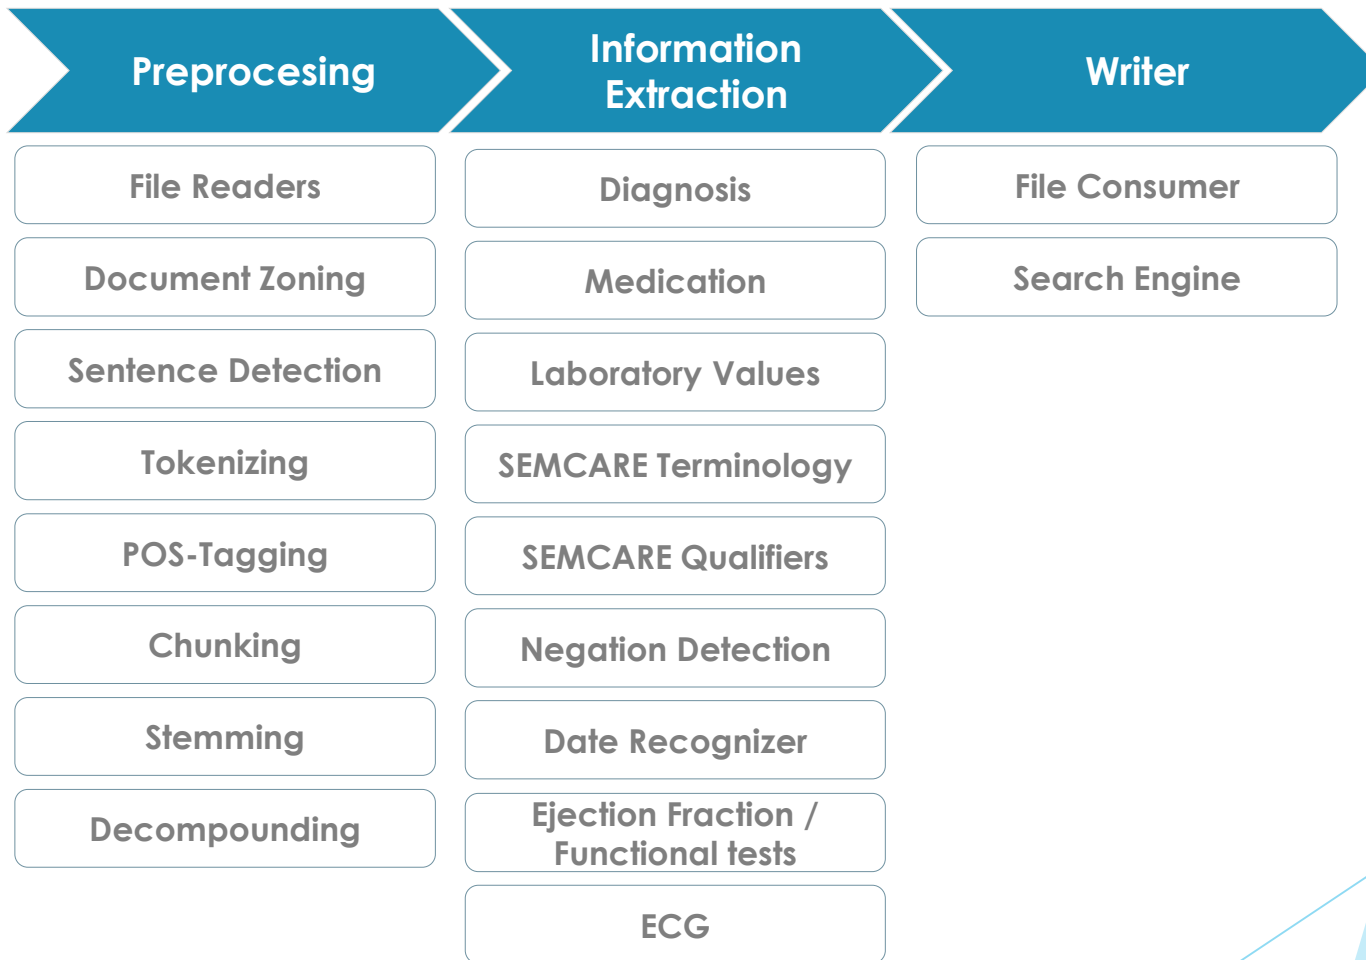 Preprocesing
Information
Extraction
Writer
File Readers
Document Zoning
Sentence Detection
Tokenizing
POS-Tagging
Chunking
Stemming
Decompounding
Diagnosis
Medication
Laboratory Values
SEMCARE Terminology
SEMCARE Qualifiers
Negation Detection
Date Recognizer
Ejection Fraction /
Functional tests
ECG
File Consumer
Search Engine